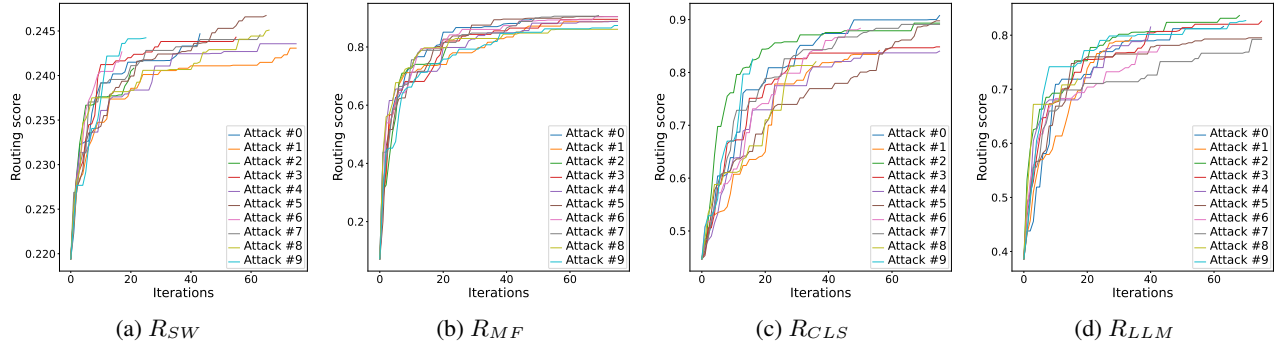 Routing score
0.245
0.240
0.235
0.230
0.225
0.220
0
20
40
60
Iterations
Attack #0
Attack #1
Attack #2
Attack #3
Attack #4
Attack #5
Attack #6
Attack #7
Attack #8
Attack #9
(a) R_SW
Routing score
0.8
0.6
0.4
0.2
0
20
40
60
Iterations
Attack #0
Attack #1
Attack #2
Attack #3
Attack #4
Attack #5
Attack #6
Attack #7
Attack #8
Attack #9
(b) R_MF
Routing score
0.9
0.8
0.7
0.6
0.5
0
20
40
60
Iterations
Attack #0
Attack #1
Attack #2
Attack #3
Attack #4
Attack #5
Attack #6
Attack #7
Attack #8
Attack #9
(c) R_CLS
Routing score
0.8
0.7
0.6
0.5
0.4
0
20
40
60
Iterations
Attack #0
Attack #1
Attack #2
Attack #3
Attack #4
Attack #5
Attack #6
Attack #7
Attack #8
Attack #9
(d) R_LLM